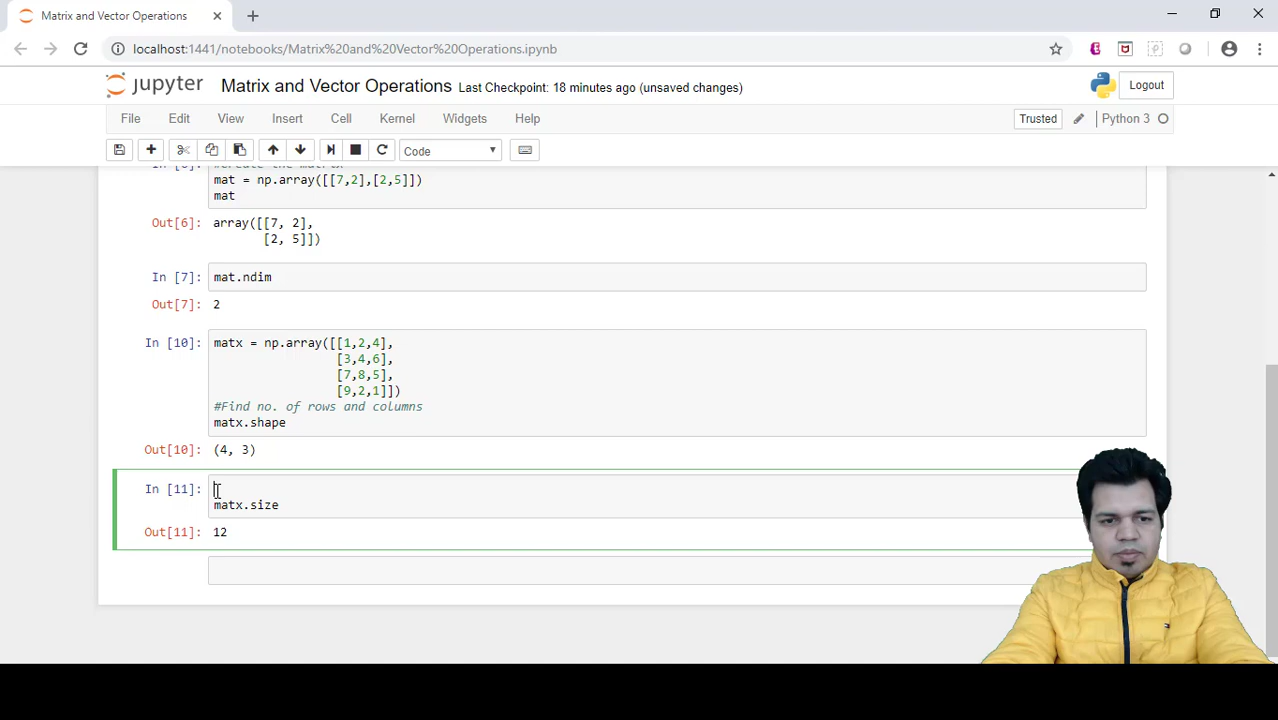 Matrix and Vector Operations
localhost:1441/notebooks/Matrix%20and%20Vector%20Operations.ipynb
jupyter Matrix and Vector Operations Last Checkpoint: 18 minutes ago (unsaved changes) Logout
File Edit View Insert Cell Kernel Widgets Help Trusted Python 3
Code
#Create the matrix
mat = np.array([[7,2],[2,5]])
mat
Out[6]: array([[7, 2],
[2, 5]])
In [7]: mat.ndim
Out[7]: 2
In [10]: matx = np.array([[1,2,4],
[3,4,6],
[7,8,5],
[9,2,1]])
#Find no. of rows and columns
matx.shape
Out[10]: (4, 3)
In [11]:
matx.size
Out[11]: 12